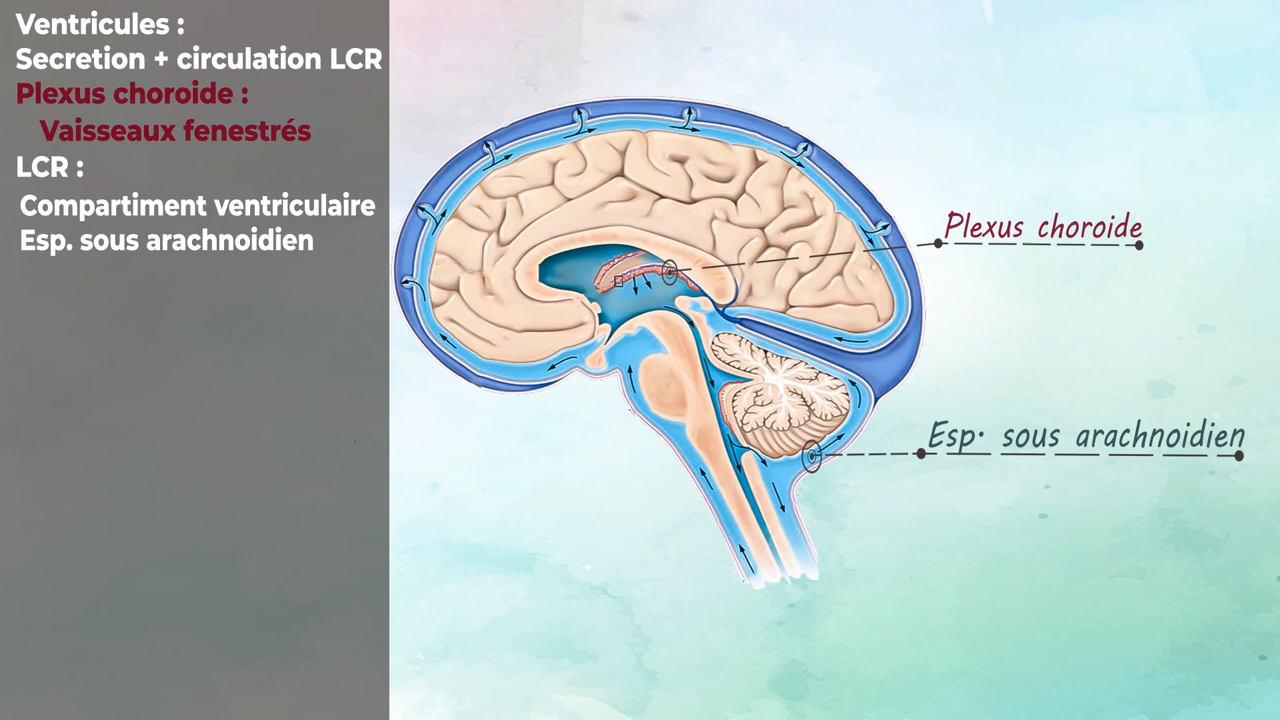 Ventricules :
Secretion + circulation LCR
Plexus choroide :
Vaisseaux fenestrés
LCR :
Compartiment ventriculaire
Esp. sous arachnoidien
Plexus choroide
Esp. sous arachnoidien